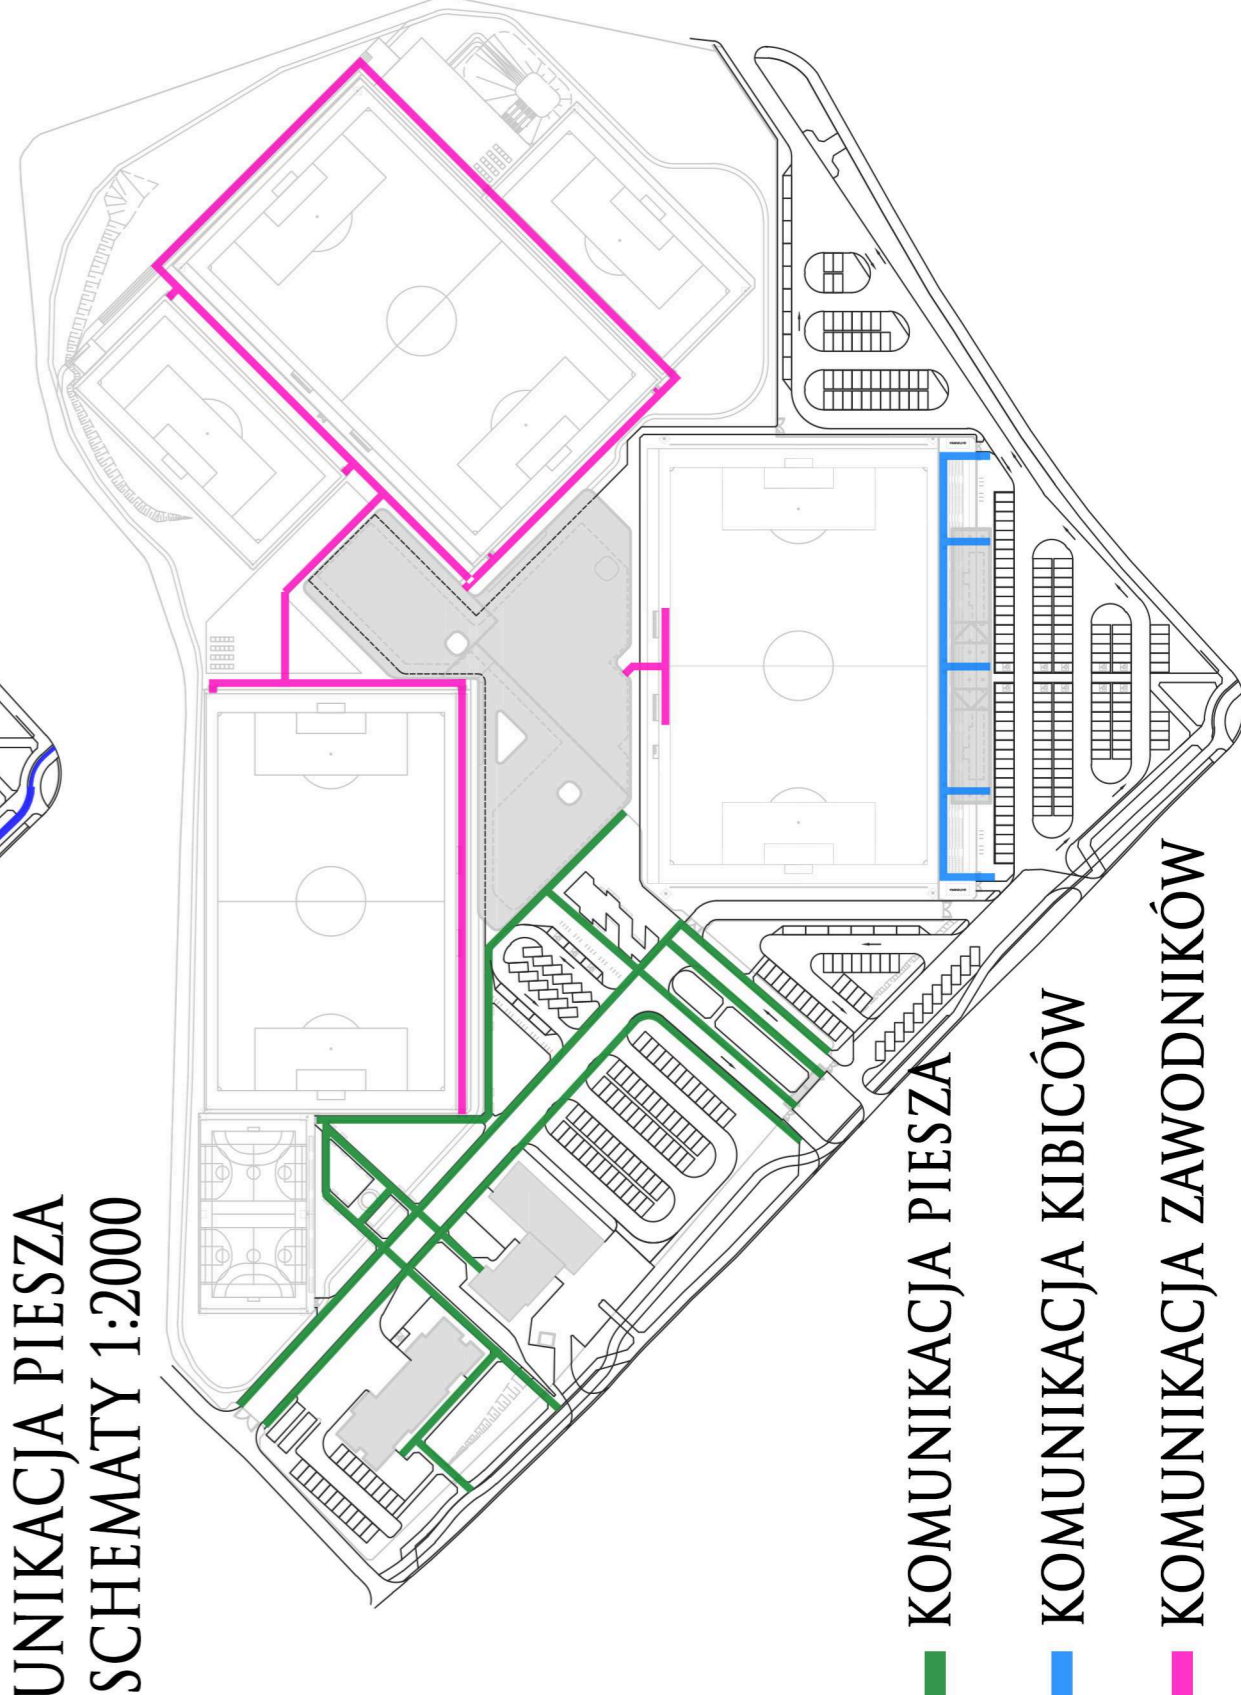 UNIKACJA PIESZA
SCHEMATY 1:2000
KOMUNIKACJA PIESZA
KOMUNIKACJA KIBICÓW
KOMUNIKACJA ZAWODNIKÓW